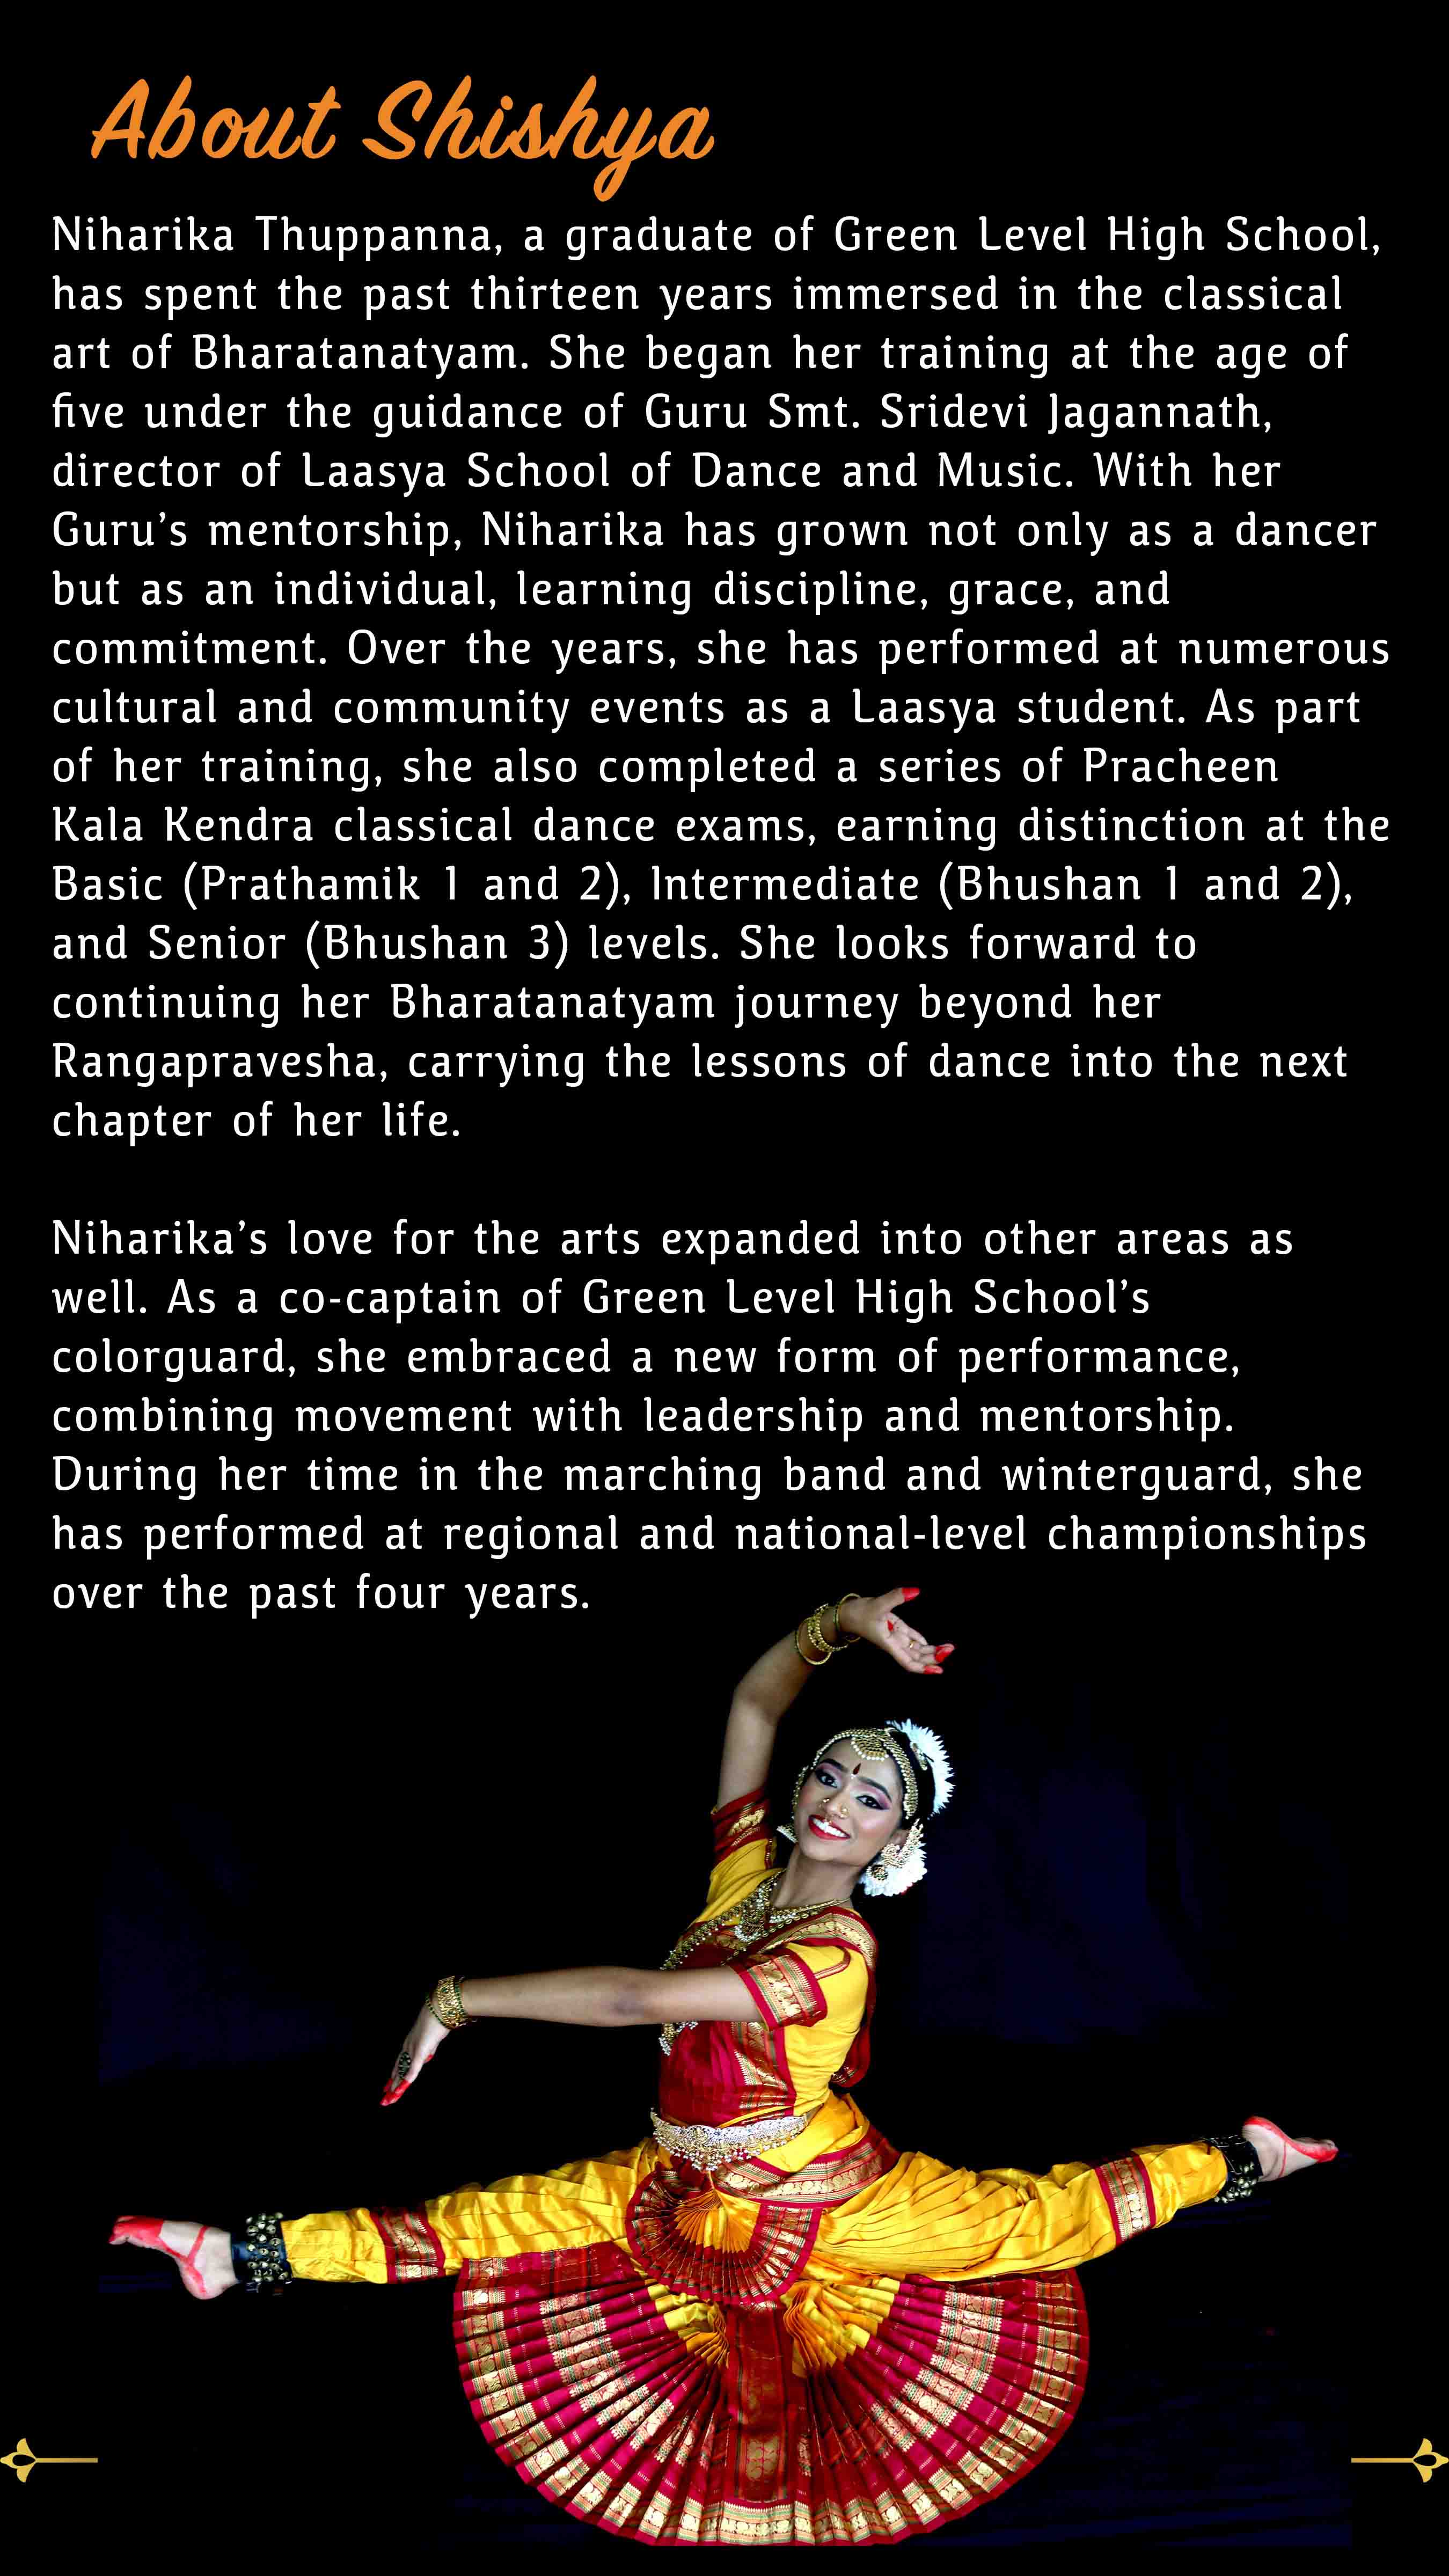 About Shishya
Niharika Thuppanna, a graduate of Green Level High School,
has spent the past thirteen years immersed in the classical
art of Bharatanatyam. She began her training at the age of
five under the guidance of Guru Smt. Sridevi Jagannath,
director of Laasya School of Dance and Music. With her
Guru’s mentorship, Niharika has grown not only as a dancer
but as an individual, learning discipline, grace, and
commitment. Over the years, she has performed at numerous
cultural and community events as a Laasya student. As part
of her training, she also completed a series of Pracheen
Kala Kendra classical dance exams, earning distinction at the
Basic (Prathamik 1 and 2), Intermediate (Bhushan 1 and 2),
and Senior (Bhushan 3) levels. She looks forward to
continuing her Bharatanatyam journey beyond her
Rangapravesha, carrying the lessons of dance into the next
chapter of her life.
Niharika’s love for the arts expanded into other areas as
well. As a co-captain of Green Level High School’s
colorguard, she embraced a new form of performance,
combining movement with leadership and mentorship.
During her time in the marching band and winterguard, she
has performed at regional and national-level championships
over the past four years.